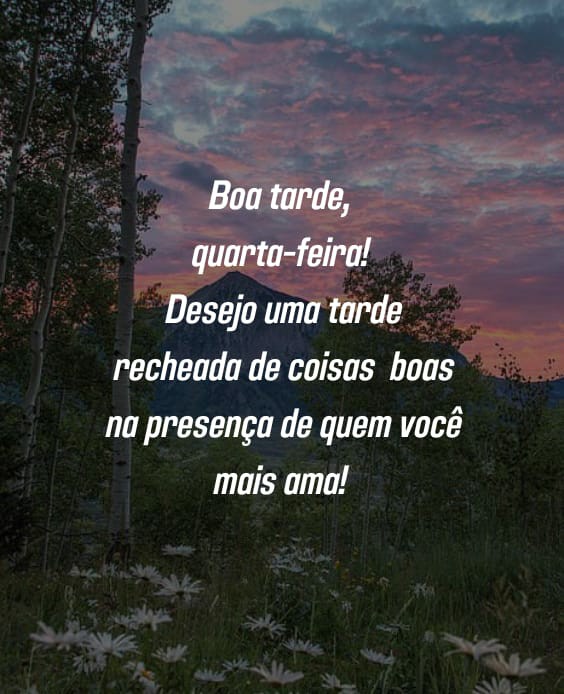 Boa tarde,
quarta-feira!
Desejo uma tarde
recheada de coisas  boas
na presença de quem você
mais ama!